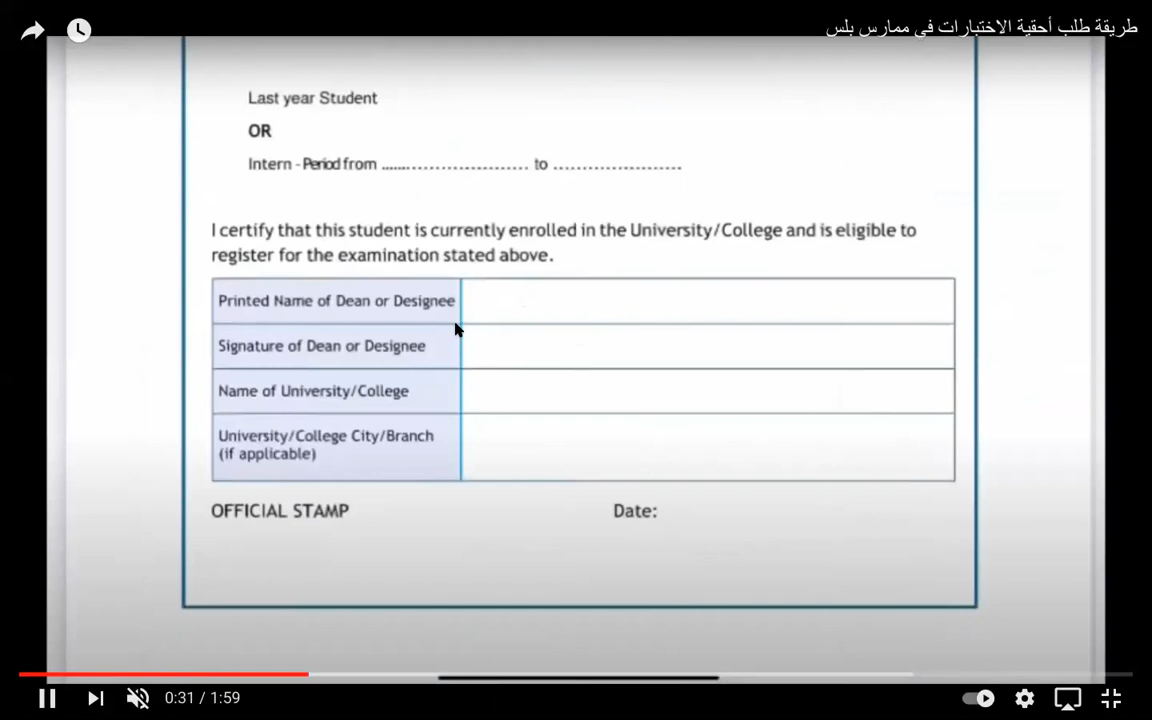 طريقة طلب أحقية الاختبارات في ممارس بلس
Last year Student
OR
Intern - Period from ............................ to ......................
I certify that this student is currently enrolled in the University/College and is eligible to
register for the examination stated above.
Printed Name of Dean or Designee
Signature of Dean or Designee
Name of University/College
University/College City/Branch
(if applicable)
OFFICIAL STAMP Date:
0:31 / 1:59